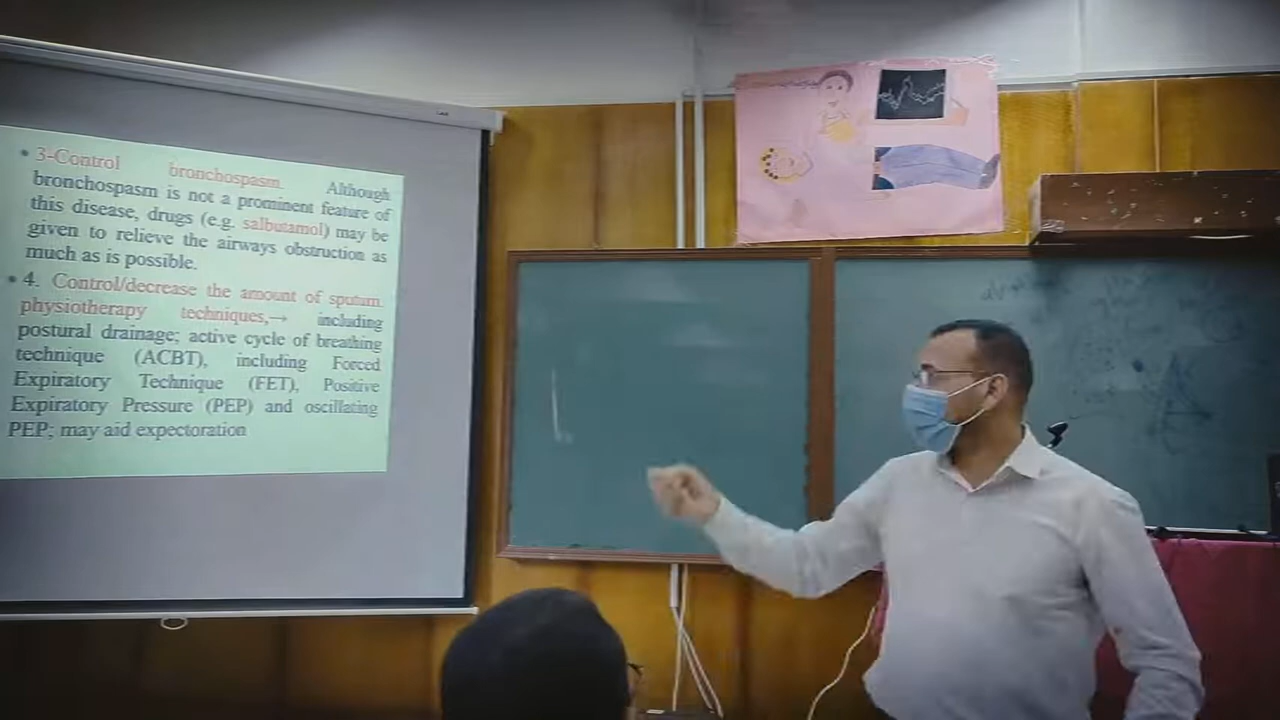 • 3-Control bronchospasm. Although
bronchospasm is not a prominent feature of
this disease, drugs (e.g. salbutamol) may be
given to relieve the airways obstruction as
much as is possible.
• 4. Control/decrease the amount of sputum.
physiotherapy techniques,→ including
postural drainage; active cycle of breathing
technique (ACBT), including Forced
Expiratory Technique (FET), Positive
Expiratory Pressure (PEP) and oscillating
PEP; may aid expectoration